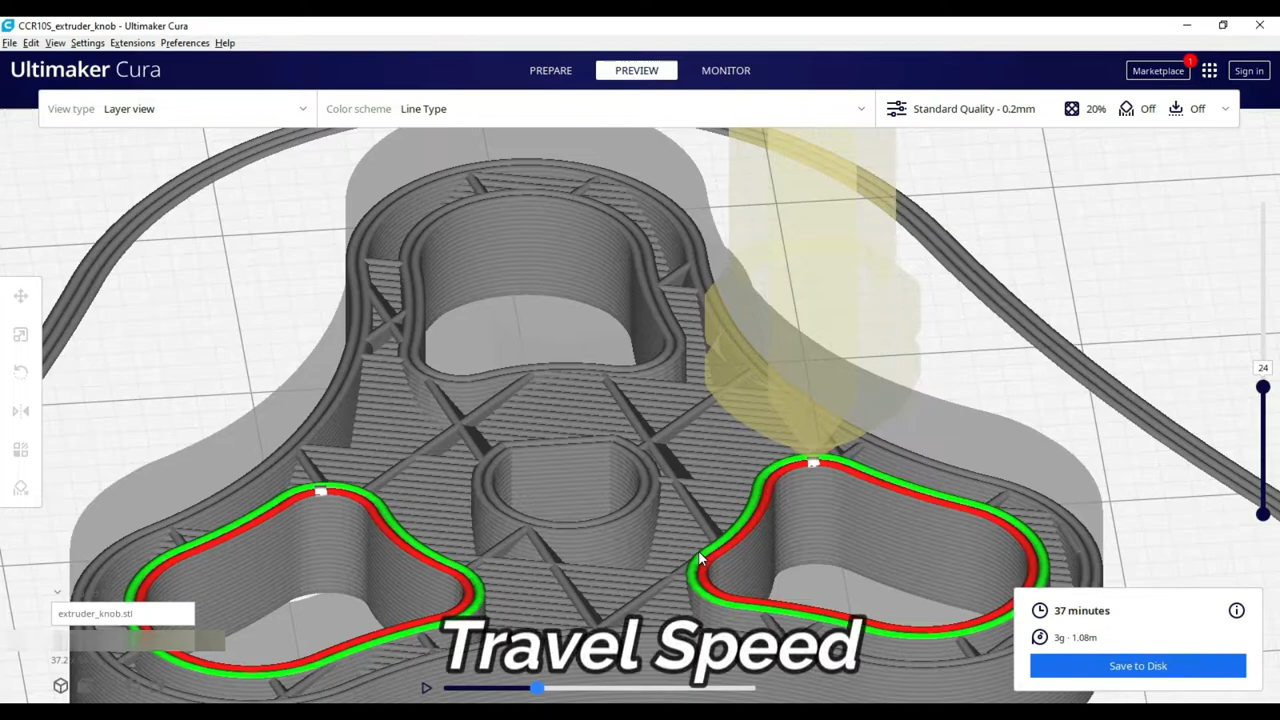 CCR10S_extruder_knob - Ultimaker Cura
File Edit View Settings Extensions Preferences Help
Ultimaker Cura
PREPARE
PREVIEW
MONITOR
Marketplace
1
Sign in
View type Layer view
Color scheme Line Type
Standard Quality - 0.2mm
20%
Off
Off
24
extruder_knob.stl
37 minutes
3g · 1.08m
Save to Disk
Travel Speed